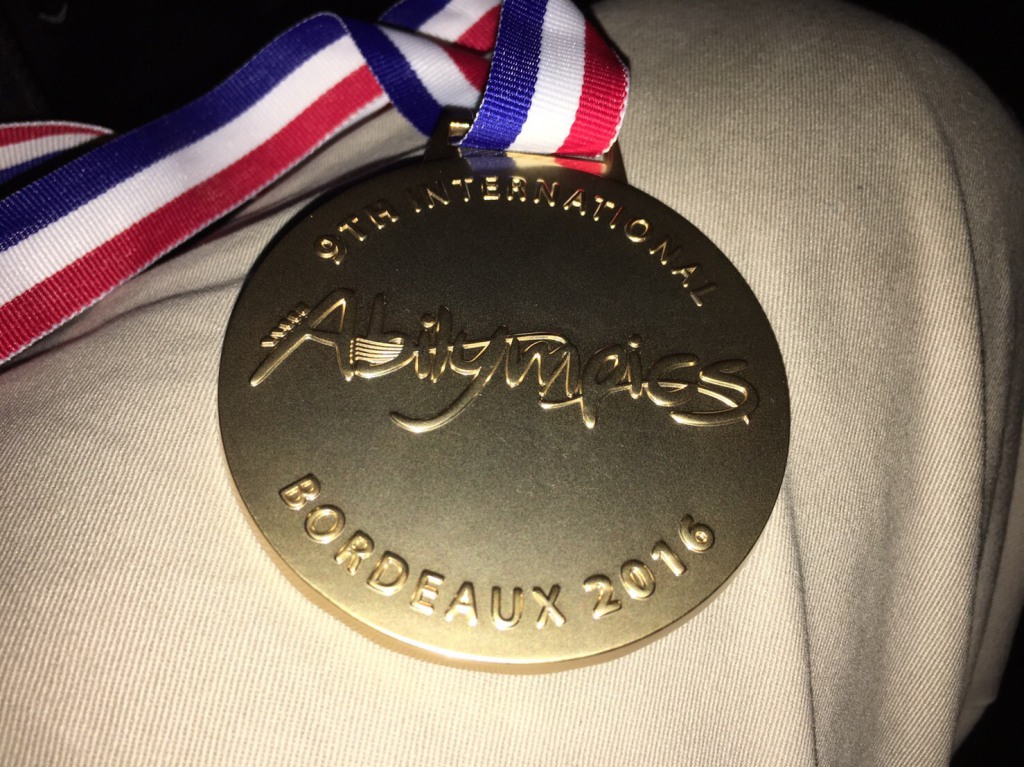 9TH INTERNATIONAL
Abilympics
BORDEAUX 2016